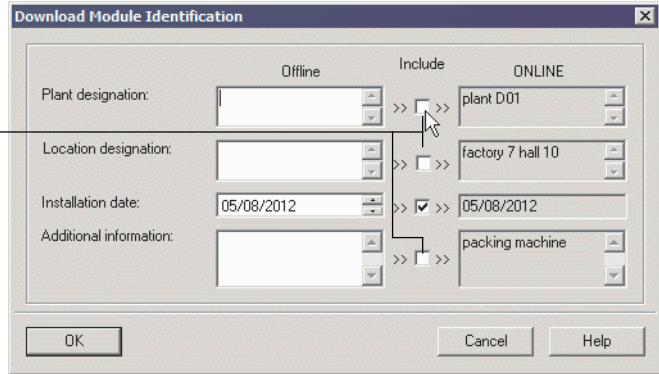 Download Module Identification
Offline Include ONLINE
Plant designation: >> >> plant D01
Location designation: >> >> factory 7 hall 10
Installation date: 05/08/2012 >> >> 05/08/2012
Additional information: >> >> packing machine
OK Cancel Help